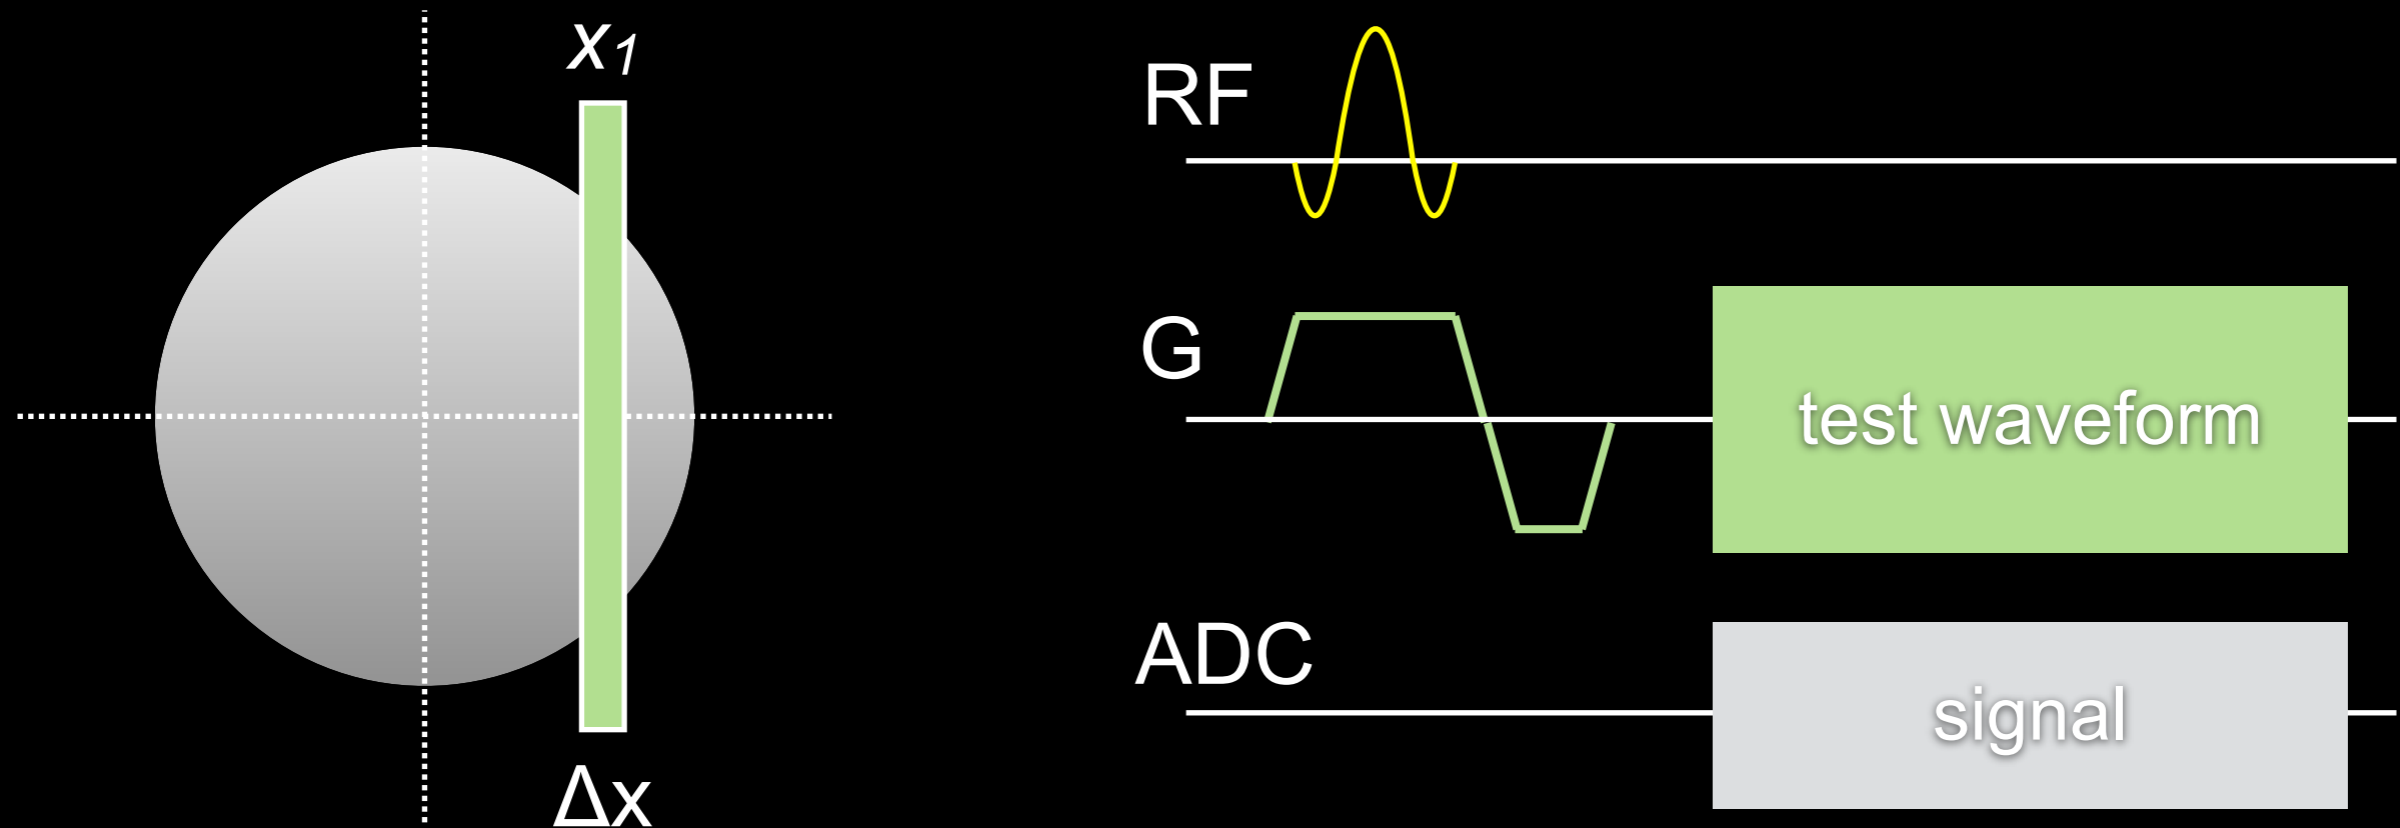 x₁
Δx
RF
G
test waveform
ADC
signal